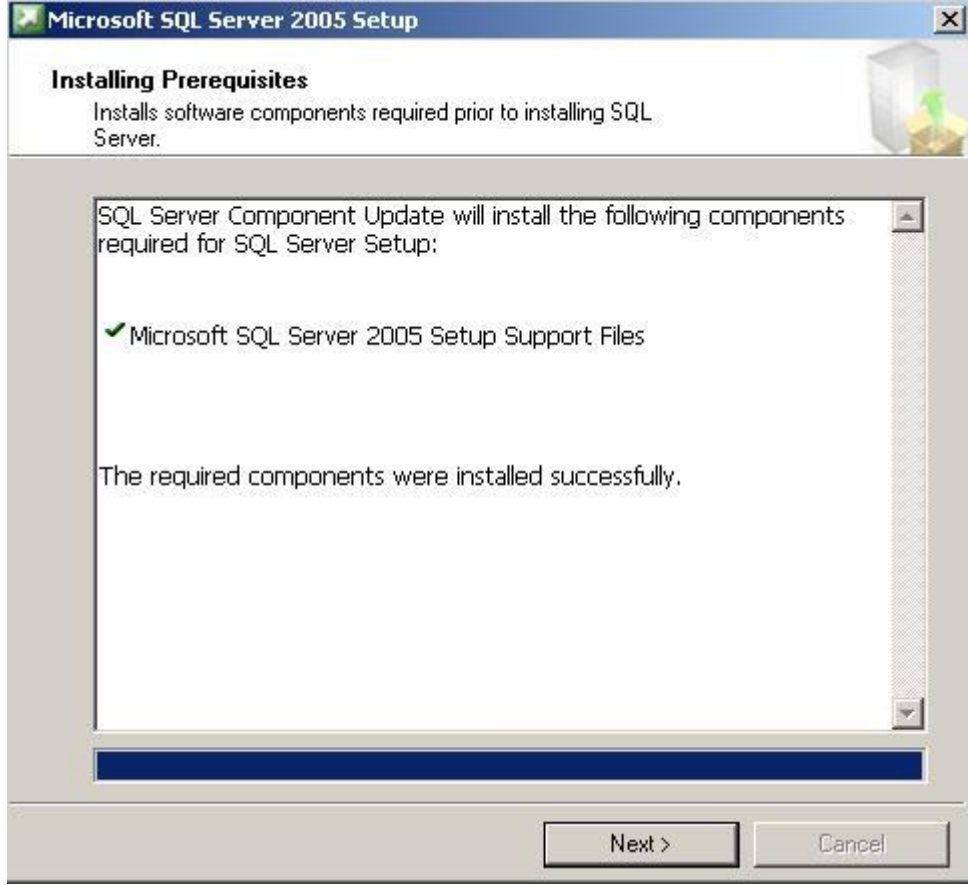 Microsoft SQL Server 2005 Setup
Installing Prerequisites
Installs software components required prior to installing SQL
Server.
SQL Server Component Update will install the following components
required for SQL Server Setup:
Microsoft SQL Server 2005 Setup Support Files
The required components were installed successfully.
Next >
Cancel